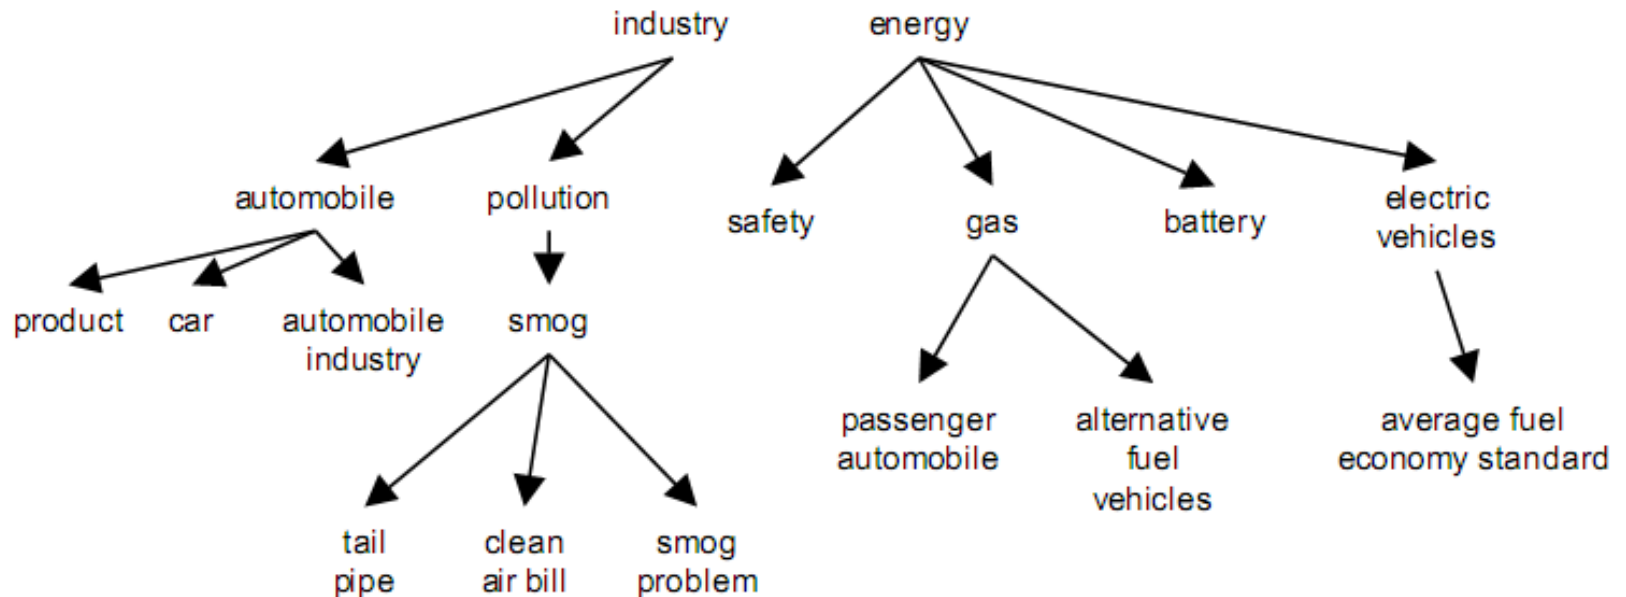 industry
energy
automobile
pollution
safety
gas
battery
electric
vehicles
product
car
automobile
industry
smog
passenger
automobile
alternative
fuel
vehicles
average fuel
economy standard
tail
pipe
clean
air bill
smog
problem